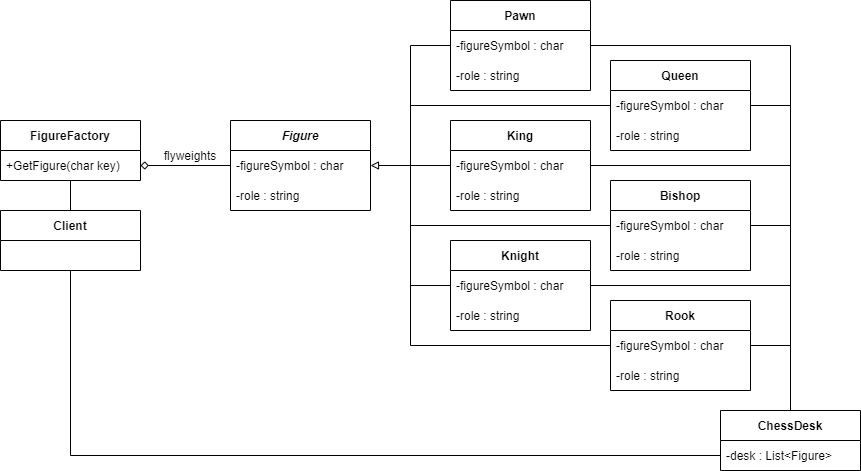 Pawn
-figureSymbol : char
-role : string
Queen
-figureSymbol : char
-role : string
FigureFactory
+GetFigure(char key)
flyweights
Figure
-figureSymbol : char
-role : string
King
-figureSymbol : char
-role : string
Bishop
-figureSymbol : char
-role : string
Client
Knight
-figureSymbol : char
-role : string
Rook
-figureSymbol : char
-role : string
ChessDesk
-desk : List<Figure>